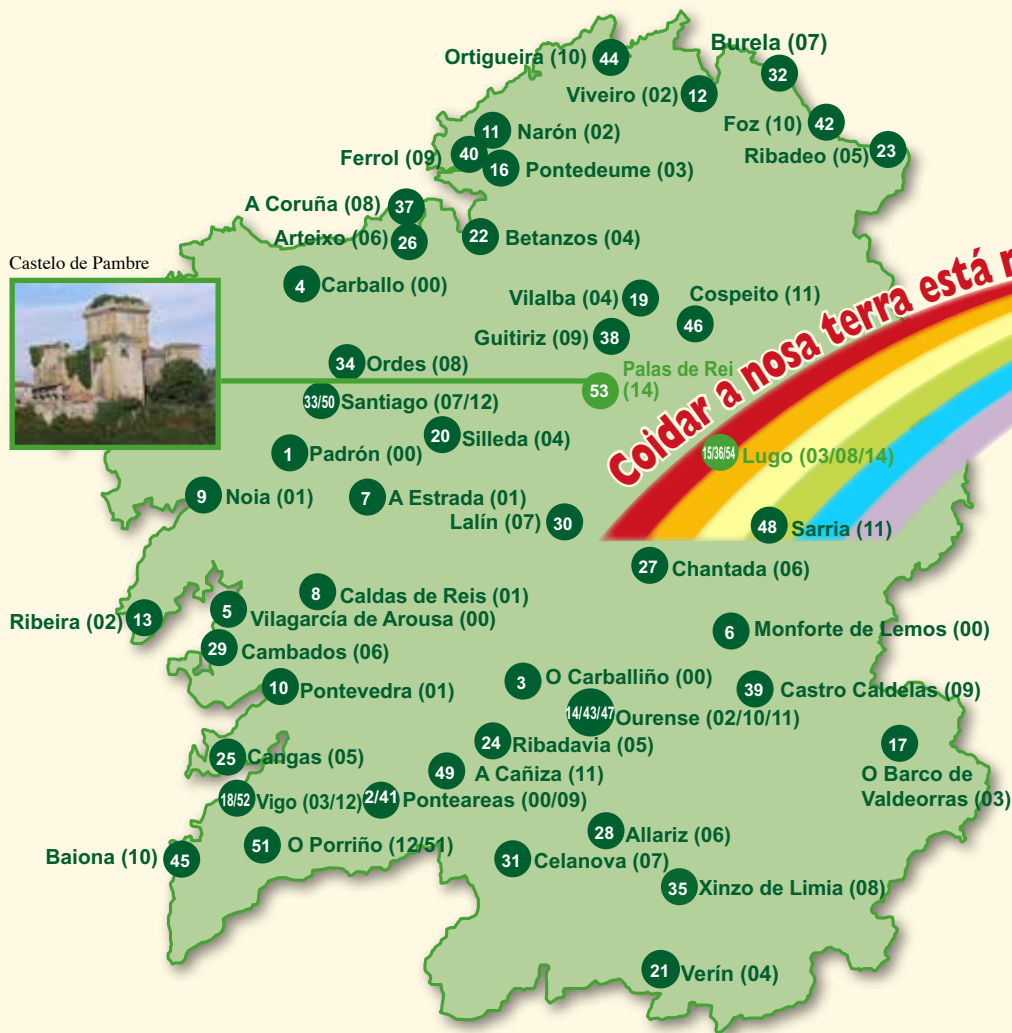 Ortigueira (10) 44
Burela (07)
32
Viveiro (02) 12
Foz (10) 42
11 Narón (02)
Ribadeo (05) 23
Ferrol (09) 40
16 Pontedeume (03)
A Coruña (08) 37
Arteixo (06) 26
22 Betanzos (04)
Castelo de Pambre
4 Carballo (00)
Vilalba (04) 19
Cospeito (11)
46
Guitiriz (09) 38
Coidar a nosa terra está
34 Ordes (08)
Palas de Rei
53 (14)
33/50 Santiago (07/12)
20 Silleda (04)
1 Padrón (00)
15/36/54 Lugo (03/08/14)
9 Noia (01)
7 A Estrada (01)
Lalín (07) 30
48 Sarria (11)
27 Chantada (06)
8 Caldas de Reis (01)
Ribeira (02) 13
5 Vilagarcía de Arousa (00)
6 Monforte de Lemos (00)
29 Cambados (06)
3 O Carballiño (00)
10 Pontevedra (01)
39 Castro Caldelas (09)
14/43/47 Ourense (02/10/11)
24 Ribadavia (05)
17
O Barco de
Valdeorras (03)
25 Cangas (05)
49 A Cañiza (11)
18/52 Vigo (03/12)
2/41 Ponteareas (00/09)
28 Allariz (06)
51 O Porriño (12/51)
Baiona (10) 45
31 Celanova (07)
35 Xinzo de Limia (08)
21 Verín (04)